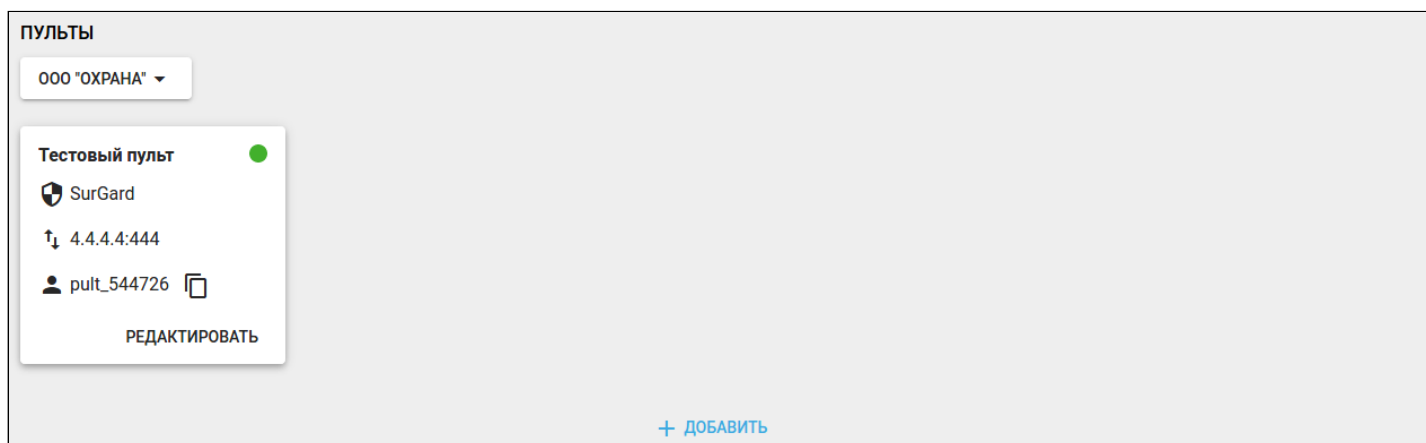 ПУЛЬТЫ
ООО "ОХРАНА"
Тестовый пульт
SurGard
4.4.4.4:444
pult_544726
РЕДАКТИРОВАТЬ
ДОБАВИТЬ